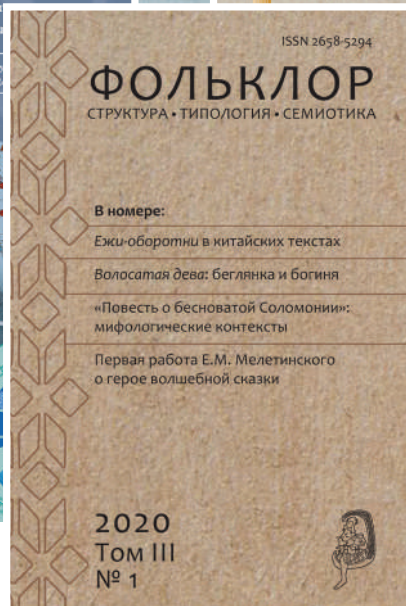 ISSN 2658-5294
ФОЛЬКЛОР
СТРУКТУРА • ТИПОЛОГИЯ • СЕМИОТИКА
В номере:
Ежи-оборотни в китайских текстах
Волосатая дева: беглянка и богиня
«Повесть о бесноватой Соломонии»:
мифологические контексты
Первая работа Е.М. Мелетинского
о герое волшебной сказки
2020
Том III
№ 1